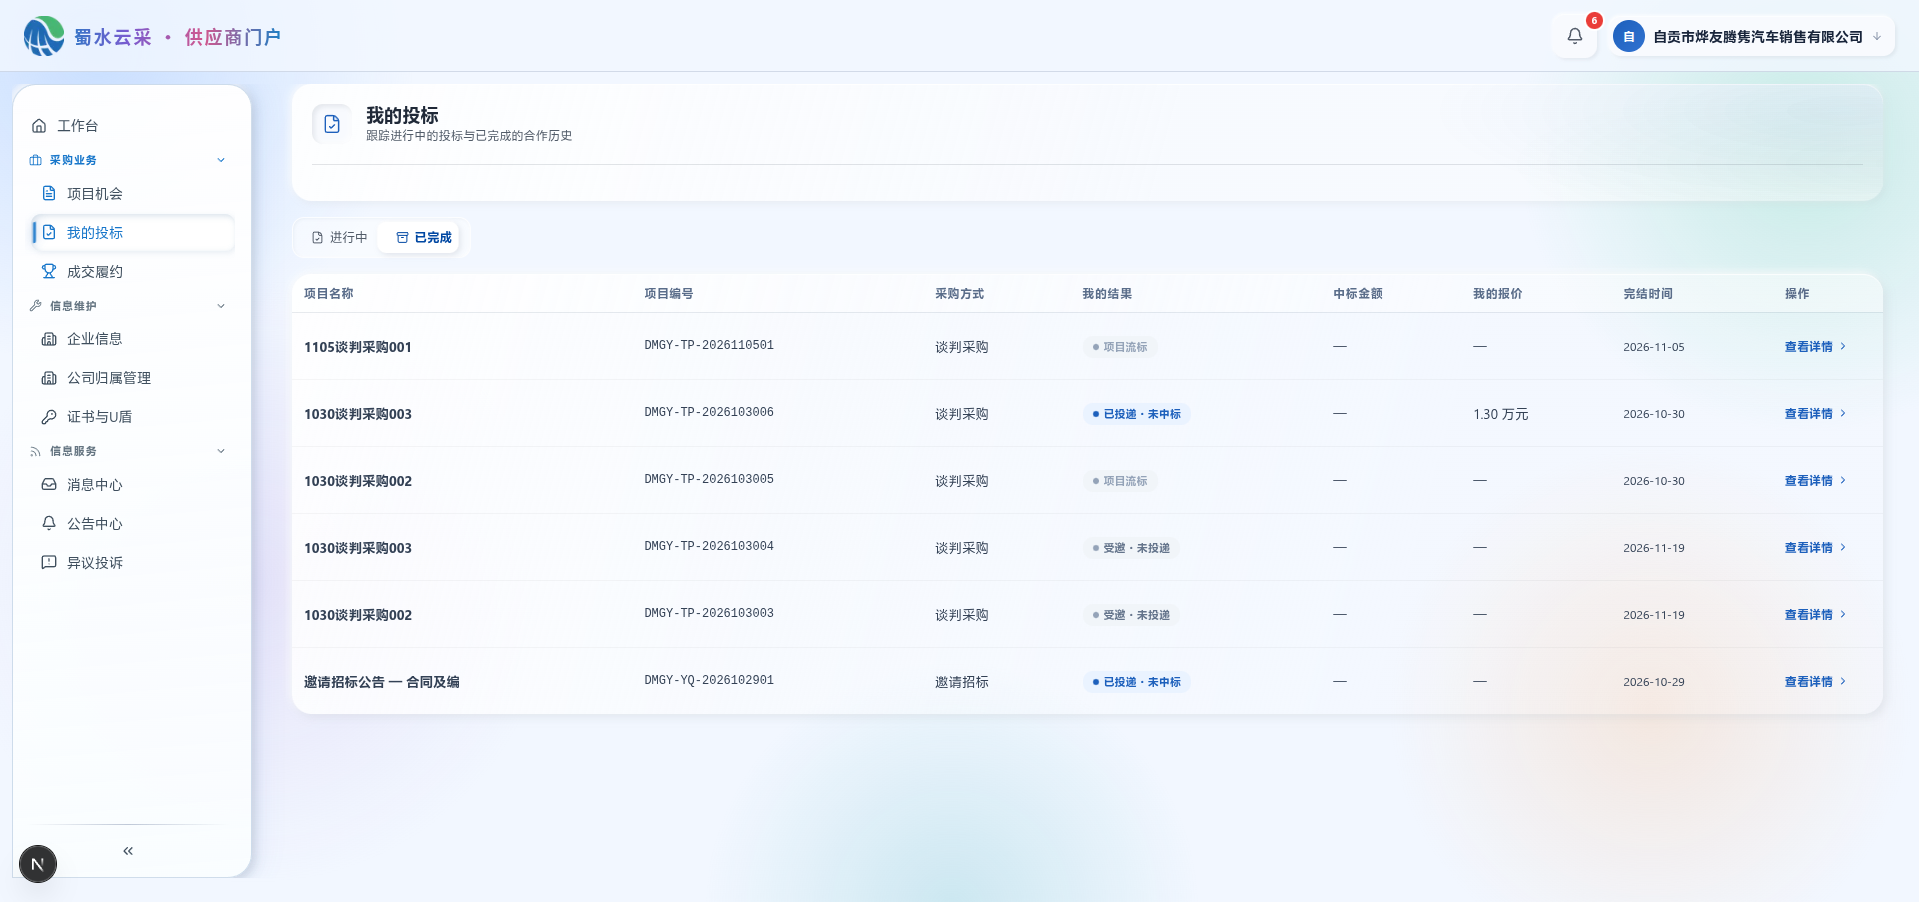 蜀水云采 · 供应商门户
6
自 自贡市烨友腾隽汽车销售有限公司
工作台
采购业务
项目机会
我的投标
成交履约
信息维护
企业信息
公司归属管理
证书与U盾
信息服务
消息中心
公告中心
异议投诉
N
我的投标
跟踪进行中的投标与已完成的合作历史
进行中 已完成
项目名称 项目编号 采购方式 我的结果 中标金额 我的报价 完结时间 操作
1105谈判采购001 DMGY-TP-2026110501 谈判采购 项目流标 — — 2026-11-05 查看详情
1030谈判采购003 DMGY-TP-2026103006 谈判采购 已投递 · 未中标 — 1.30 万元 2026-10-30 查看详情
1030谈判采购002 DMGY-TP-2026103005 谈判采购 项目流标 — — 2026-10-30 查看详情
1030谈判采购003 DMGY-TP-2026103004 谈判采购 受邀 · 未投递 — — 2026-11-19 查看详情
1030谈判采购002 DMGY-TP-2026103003 谈判采购 受邀 · 未投递 — — 2026-11-19 查看详情
邀请招标公告 — 合同及编 DMGY-YQ-2026102901 邀请招标 已投递 · 未中标 — — 2026-10-29 查看详情